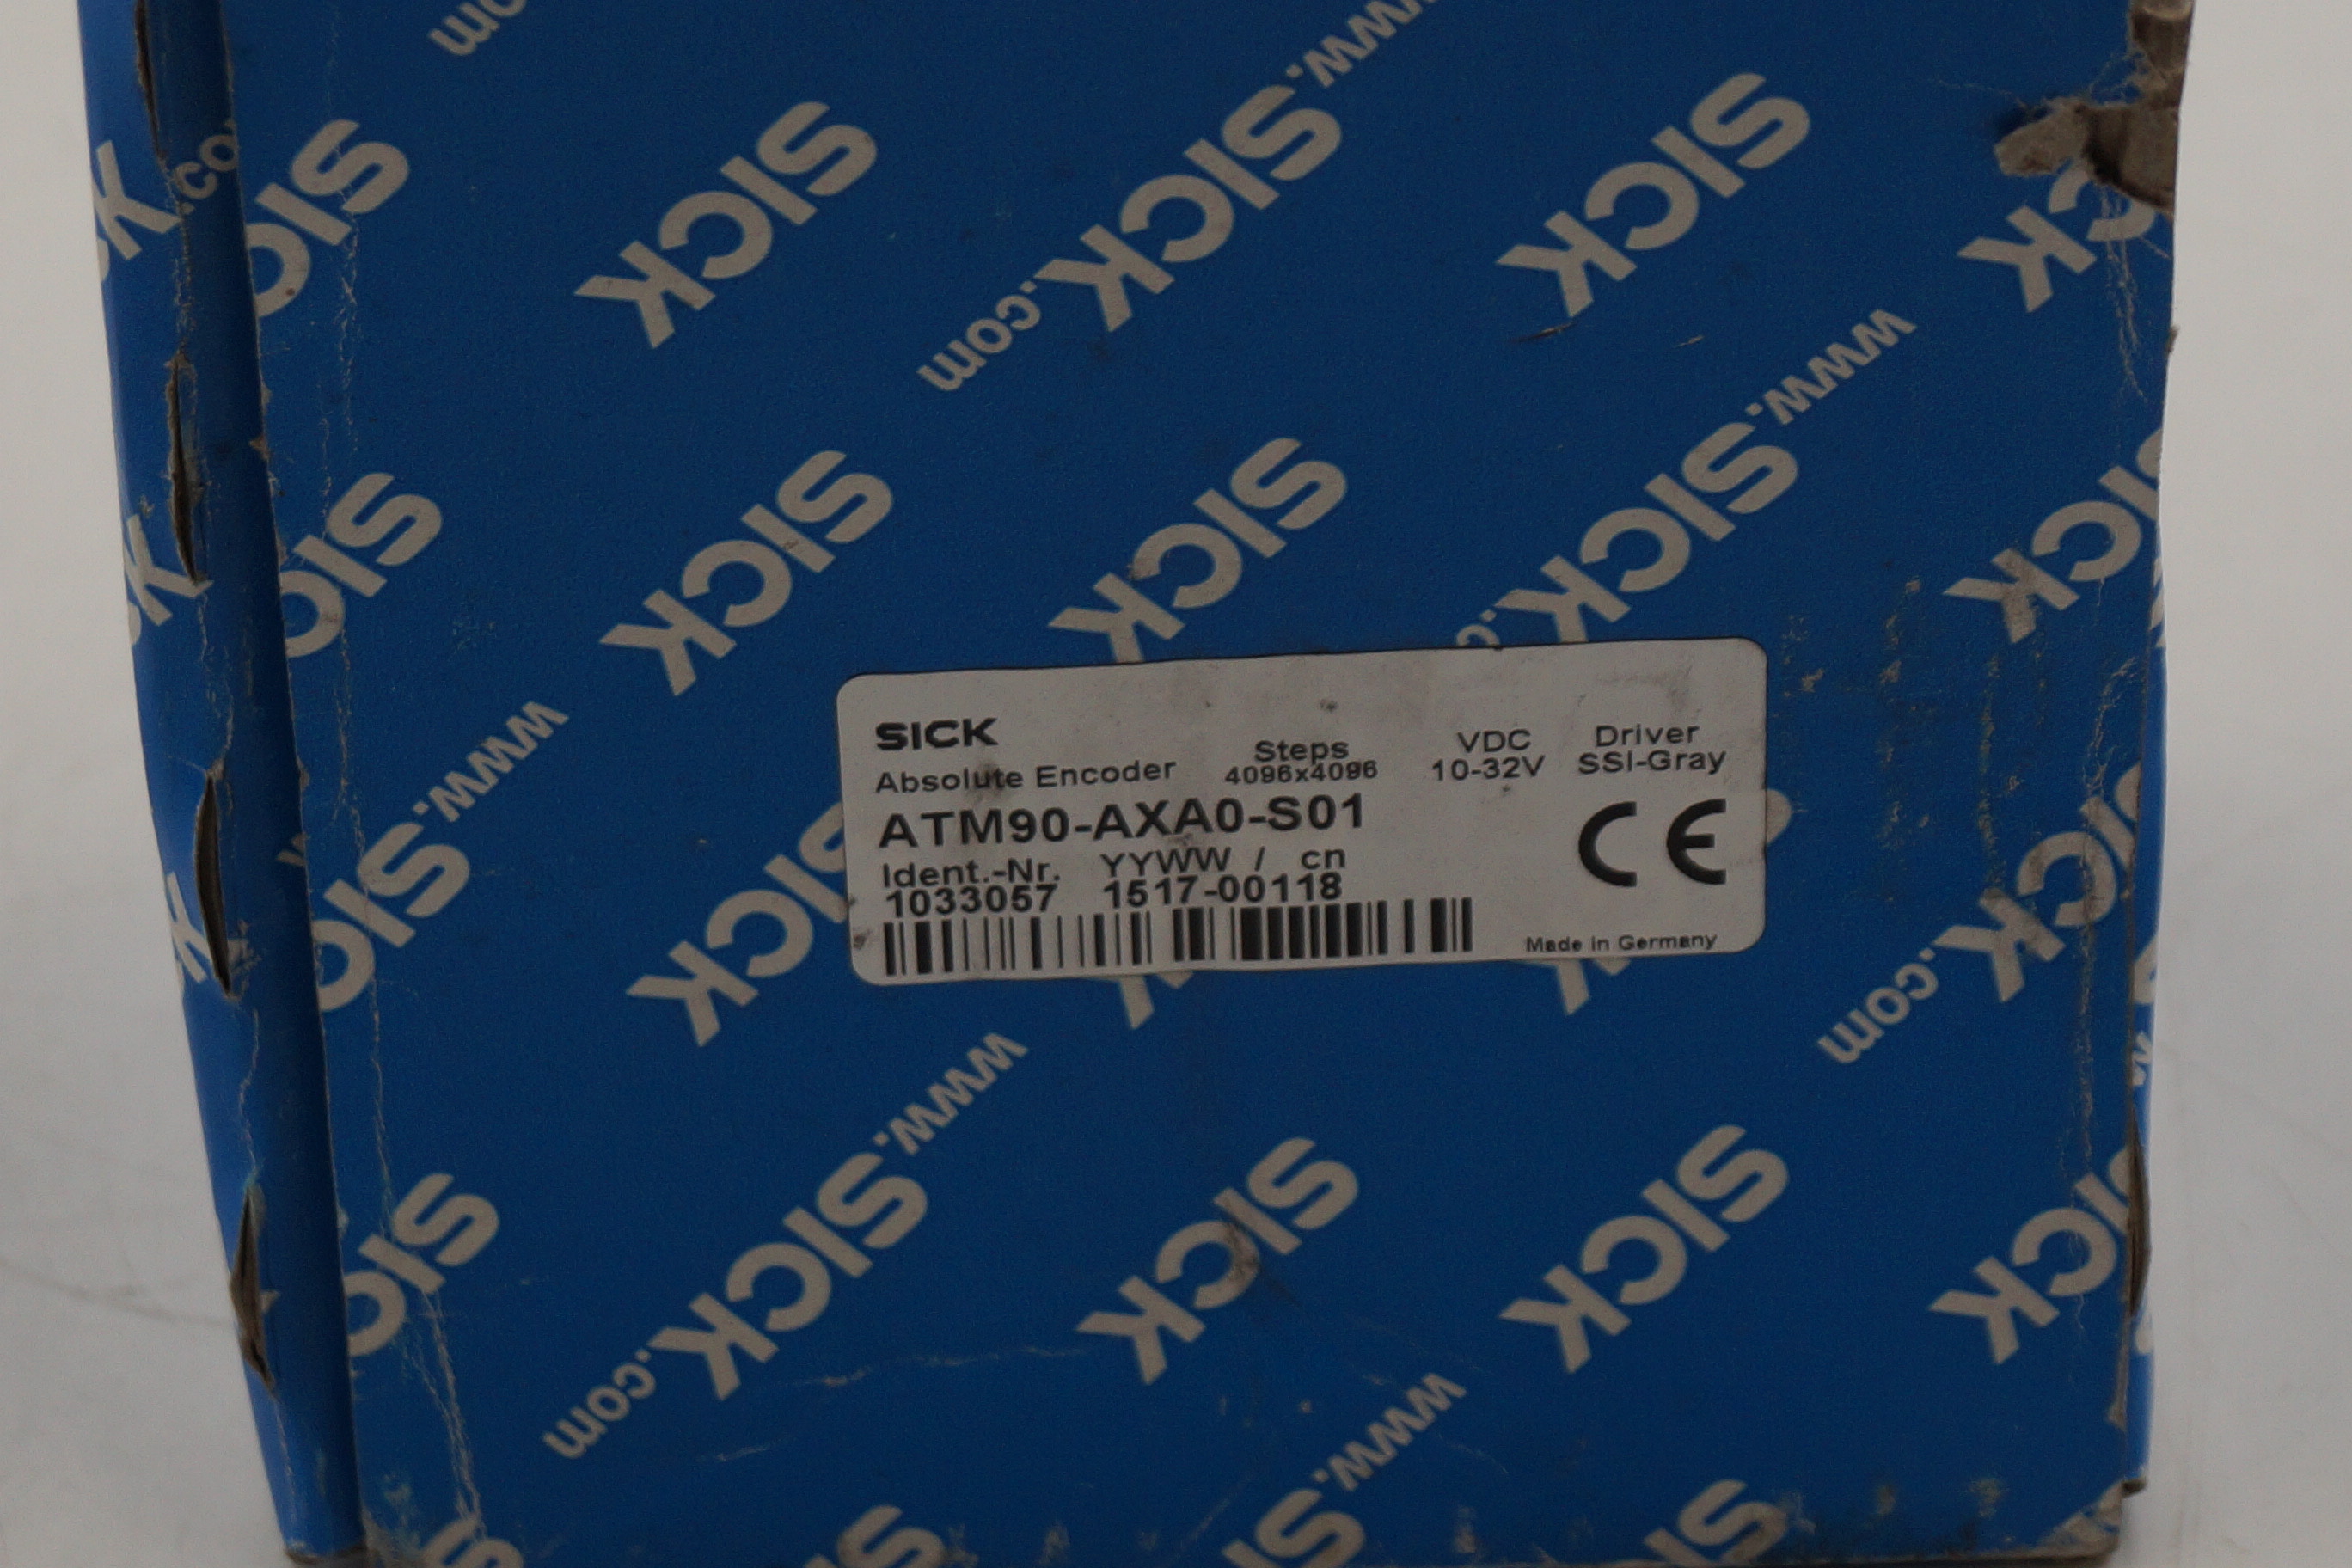 www.SICK.com
SICK
SICK
Absolute Encoder
Steps
4096x4096
VDC
10-32V
Driver
SSI-Gray
ATM90-AXA0-S01
Ident.-Nr. YYWW / cn
1033057 1517-00118
CE
Made in Germany